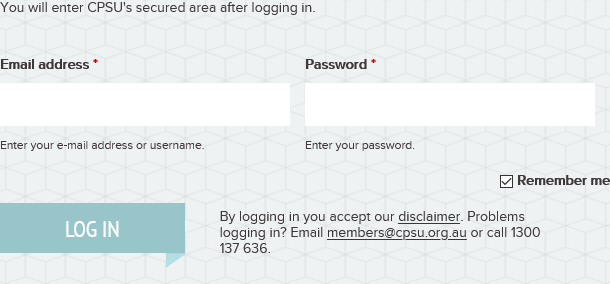 You will enter CPSU's secured area after logging in.
Email address *
Password *
Enter your e-mail address or username.
Enter your password.
Remember me
LOG IN
By logging in you accept our disclaimer. Problems
logging in? Email members@cpsu.org.au or call 1300
137 636.